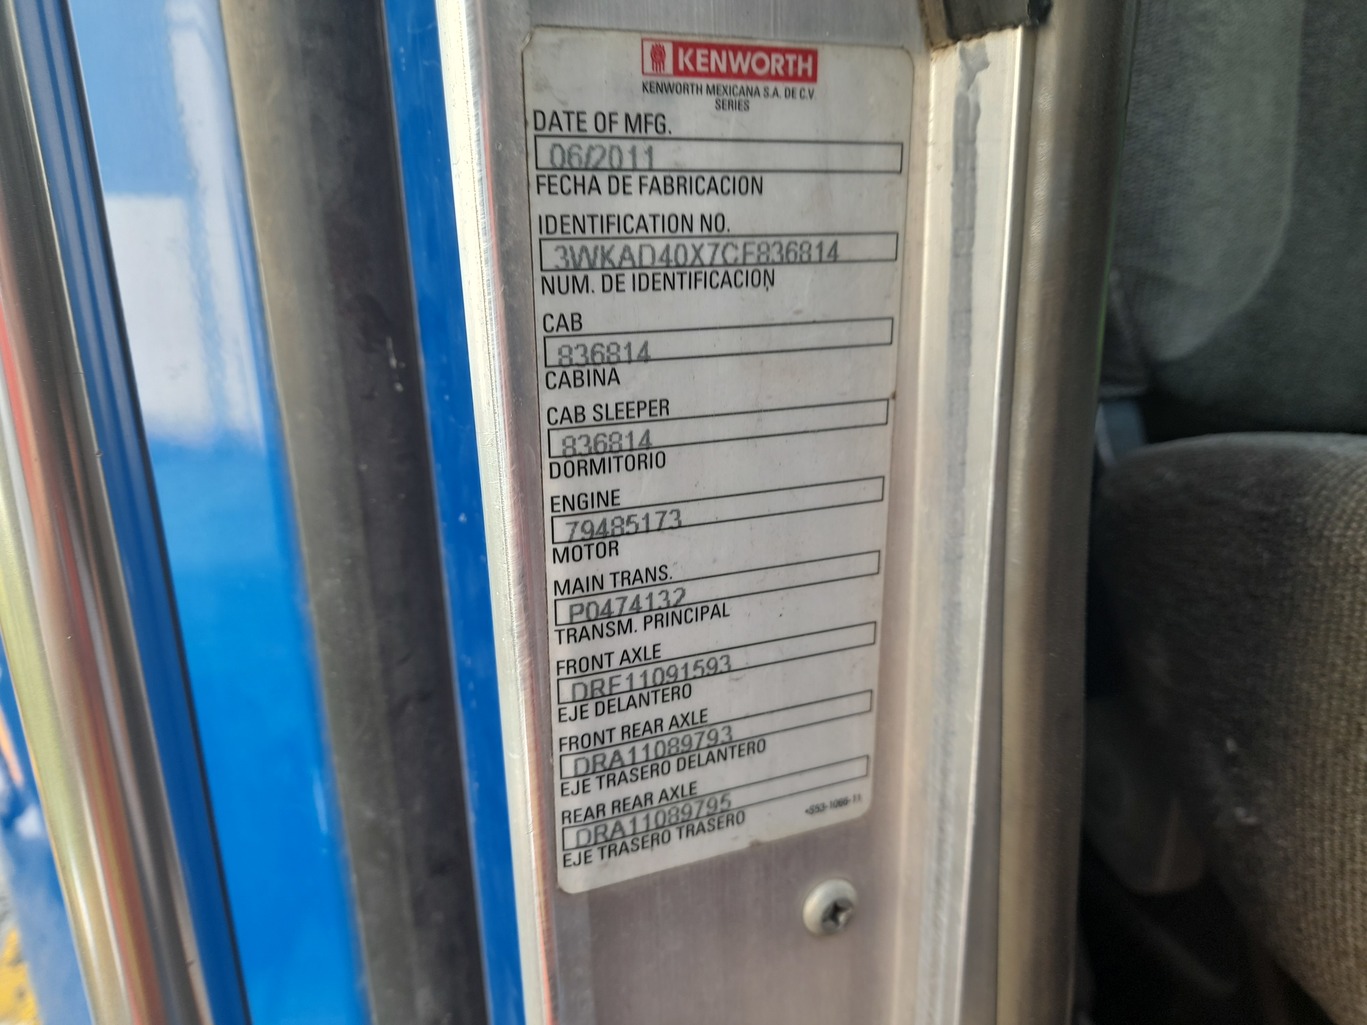 KENWORTH
KENWORTH MEXICANA S.A. DE C.V
SERIES
DATE OF MFG.
06/2011
FECHA DE FABRICACION
IDENTIFICATION NO.
3WKAD40X7CF836814
NUM. DE IDENTIFICACION
CAB
836814
CABINA
CAB SLEEPER
836814
DORMITORIO
ENGINE
79485173
MOTOR
MAIN TRANS.
P0474132
TRANSM. PRINCIPAL
FRONT AXLE
DRF11091593
EJE DELANTERO
FRONT REAR AXLE
DRA11089793
EJE TRASERO DELANTERO
REAR REAR AXLE
DRA11089795
EJE TRASERO TRASERO